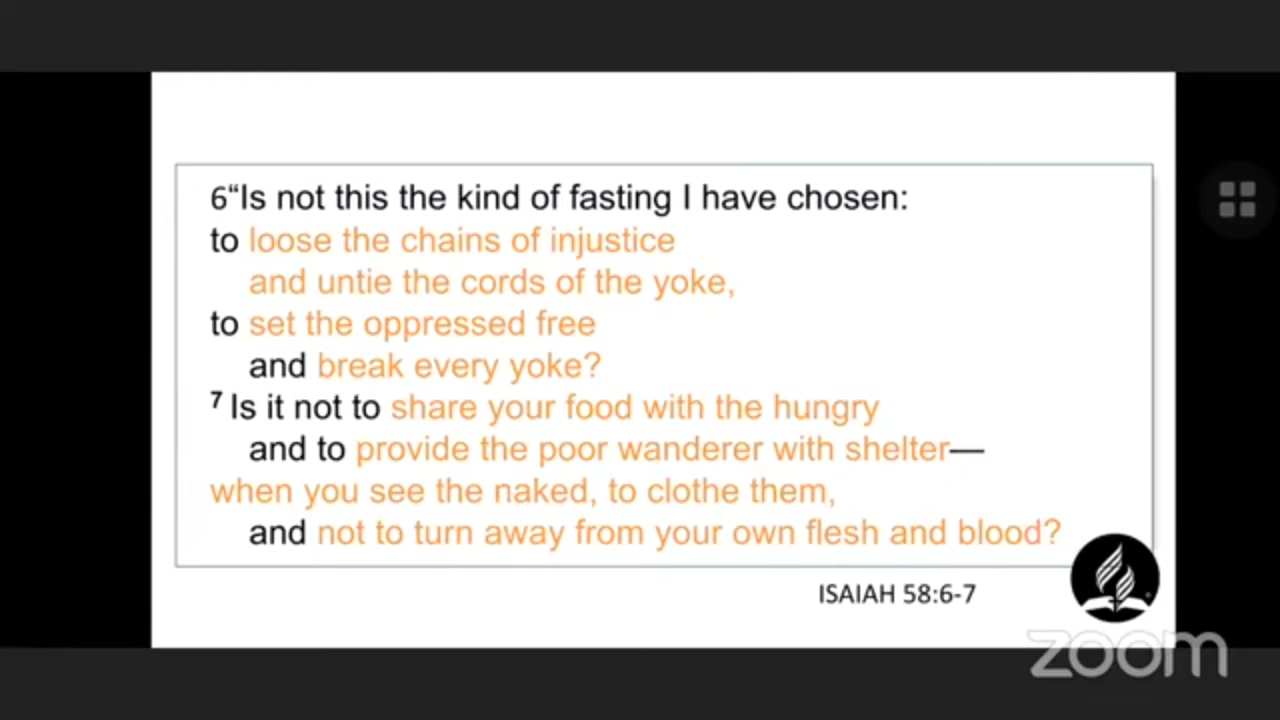 6“Is not this the kind of fasting I have chosen:
to loose the chains of injustice
and untie the cords of the yoke,
to set the oppressed free
and break every yoke?
7 Is it not to share your food with the hungry
and to provide the poor wanderer with shelter—
when you see the naked, to clothe them,
and not to turn away from your own flesh and blood?
ISAIAH 58:6-7
zoom